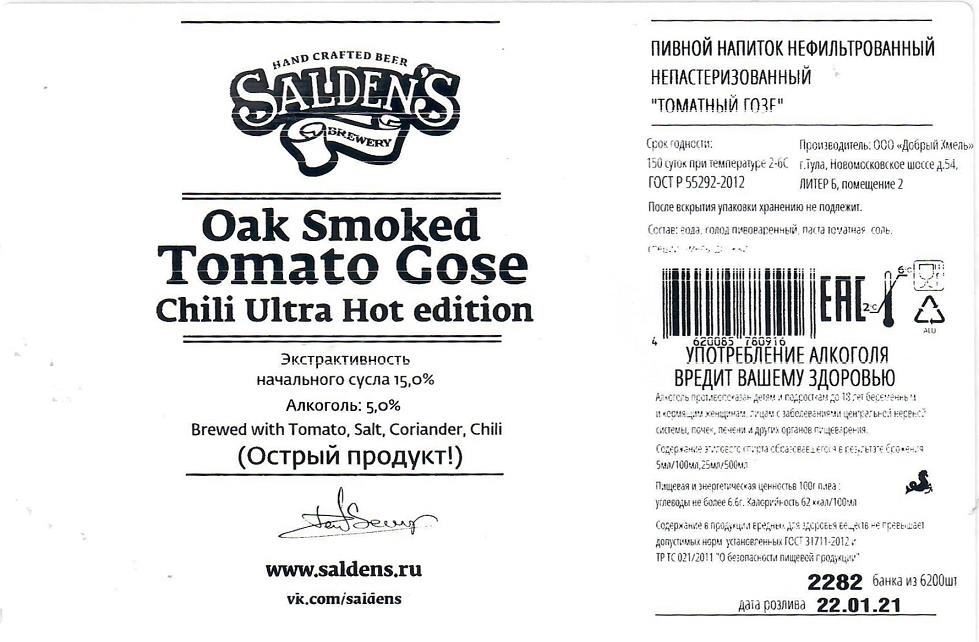 HAND CRAFTED BEER
SALDEN'S
BREWERY
Oak Smoked
Tomato Gose
Chili Ultra Hot edition
Экстрактивность
начального сусла 15,0%
Алкоголь: 5,0%
Brewed with Tomato, Salt, Coriander, Chili
(Острый продукт!)
www.saldens.ru
vk.com/saldens
ПИВНОЙ НАПИТОК НЕФИЛЬТРОВАННЫЙ
НЕПАСТЕРИЗОВАННЫЙ
"ТОМАТНЫЙ ГОЗЕ"
Срок годности:
150 суток при температуре 2-6С
ГОСТ Р 55292-2012
Производитель: ООО «Добрый Хмель»
г.Тула, Новомосковское шоссе д.54,
ЛИТЕР Б, помещение 2
После вскрытия упаковки хранению не подлежит.
Состав: вода, солод пивоваренный, паста томатная, соль,
4 620085 780916
EAC
6°C
2°C
ALU
УПОТРЕБЛЕНИЕ АЛКОГОЛЯ
ВРЕДИТ ВАШЕМУ ЗДОРОВЬЮ
Алкоголь противопоказан детям и подросткам до 18 лет беременным
и кормящим женщинам, лицам с заболеваниями центральной нервной
системы, почек, печени и других органов пищеварения.
Содержание этилового спирта образовавшегося в результате брожения
5мл/100мл,25мл/500мл
Пищевая и энергетическая ценность 100г пива :
углеводы не более 6.6г. Калорийность 62 ккал/100мл
Содержание в продукции вредных для здоровья веществ не превышает
допустимых норм установленных ГОСТ 31711-2012 и
ТР ТС 021/2011 "О безопасности пищевой продукции"
2282 банка из 6200шт
дата розлива 22.01.21